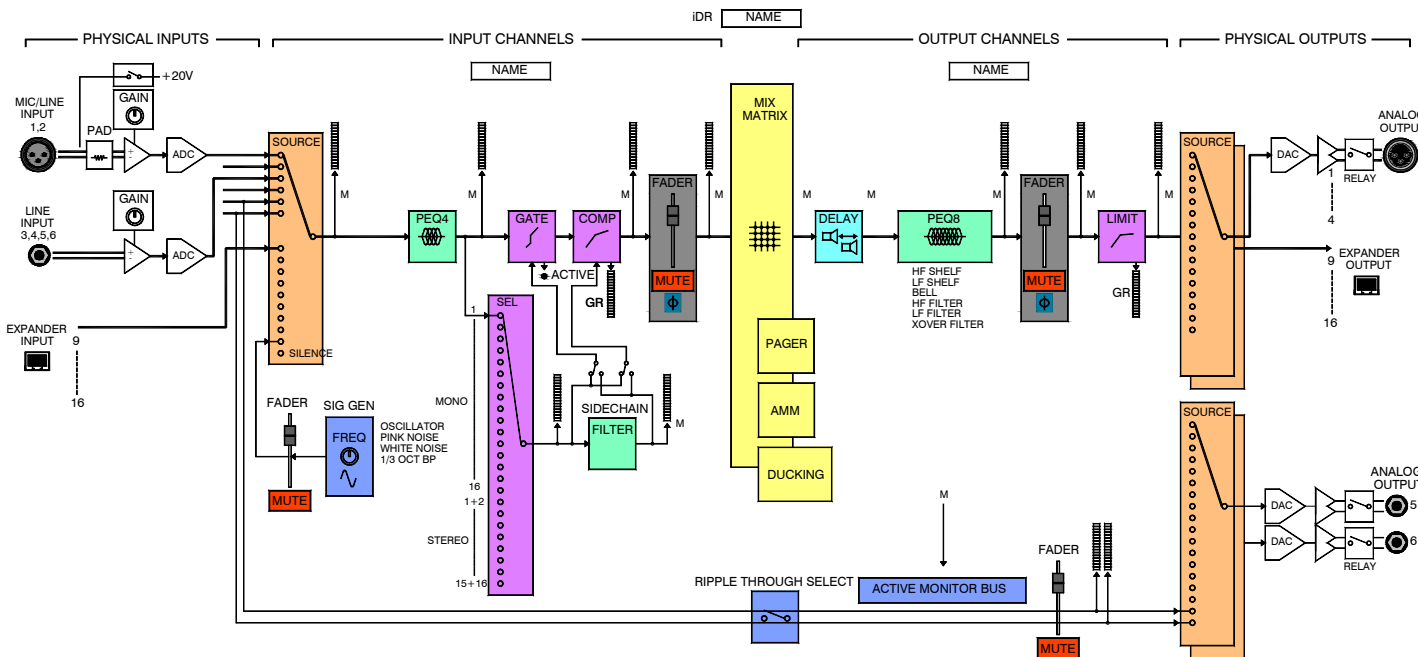 iDR NAME
PHYSICAL INPUTS
INPUT CHANNELS
OUTPUT CHANNELS
PHYSICAL OUTPUTS
NAME
NAME
+20V
MIC/LINE
INPUT
1,2
PAD
GAIN
+
-
ADC
LINE
INPUT
3,4,5,6
GAIN
+
-
ADC
EXPANDER
INPUT
9
16
SOURCE
SILENCE
FADER
MUTE
SIG GEN
FREQ
OSCILLATOR
PINK NOISE
WHITE NOISE
1/3 OCT BP
M
PEQ4
M
GATE
ACTIVE
COMP
GR
M
FADER
MUTE
ϕ
M
SEL
1
MONO
16
1+2
STEREO
15+16
SIDECHAIN
FILTER
M
MIX
MATRIX
PAGER
AMM
DUCKING
M
DELAY
M
PEQ8
HF SHELF
LF SHELF
BELL
HF FILTER
LF FILTER
XOVER FILTER
M
FADER
MUTE
ϕ
M
LIMIT
GR
M
SOURCE
DAC
RELAY
1
4
ANALOG
OUTPU
9
EXPANDER
OUTPUT
16
SOURCE
DAC
DAC
RELAY
ANALOG
OUTPU
5
6
M
ACTIVE MONITOR BUS
RIPPLE THROUGH SELECT
FADER
MUTE